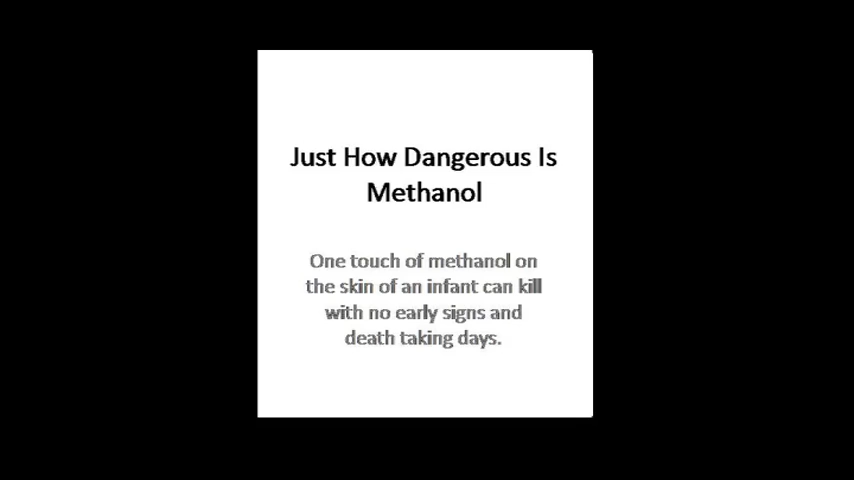 Just How Dangerous Is
Methanol
One touch of methanol on
the skin of an infant can kill
with no early signs and
death taking days.